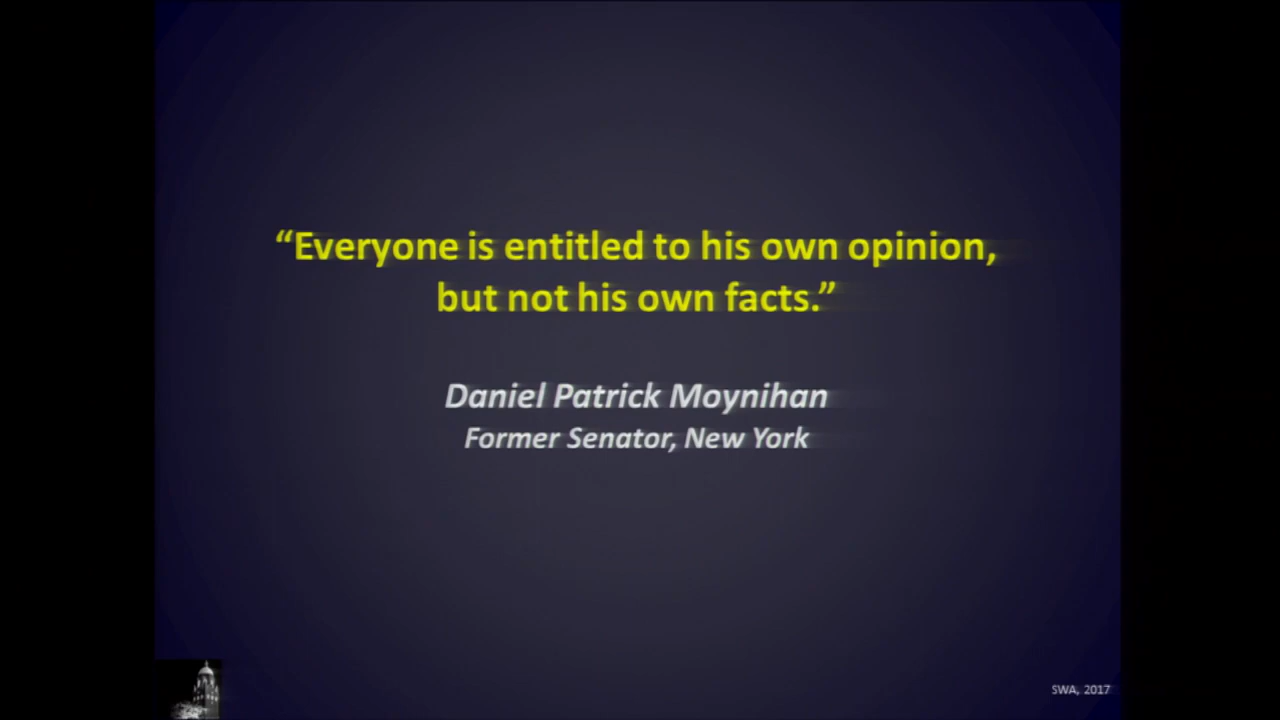 “Everyone is entitled to his own opinion,
but not his own facts.”
Daniel Patrick Moynihan
Former Senator, New York
SWA, 2017